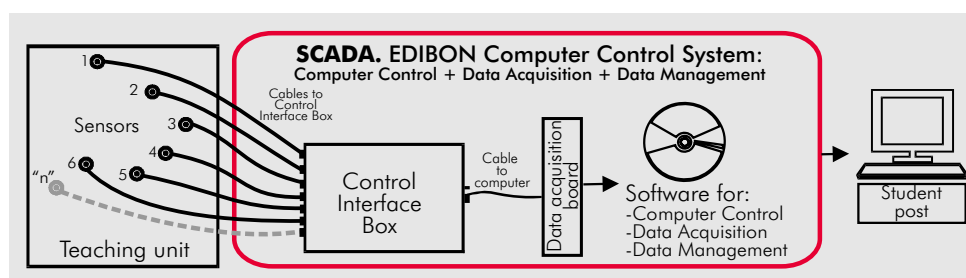 SCADA. EDIBON Computer Control System:
Computer Control + Data Acquisition + Data Management
1
2
3
4
5
6
"n"
Sensors
Teaching unit
Cables to
Control
Interface Box
Control
Interface
Box
Cable
to
computer
Data acquisition
board
Software for:
-Computer Control
-Data Acquisition
-Data Management
Student
post